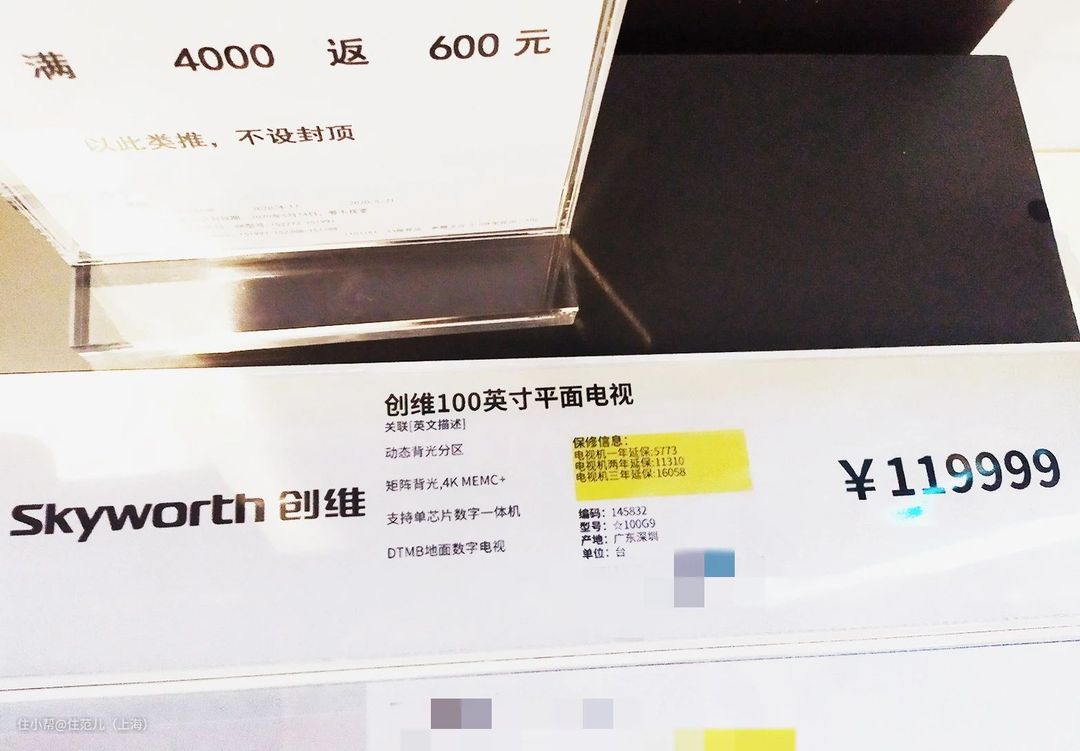 满 4000 返 600 元
以此类推，不设封顶
Skyworth 创维
创维100英寸平面电视
关联[英文描述]
动态背光分区
矩阵背光,4K MEMC+
支持单芯片数字一体机
DTMB地面数字电视
保修信息：
电视机一年延保:5773
电视机两年延保:11310
电视机三年延保:16058
编码：145832
型号：☆100G9
产地：广东深圳
单位：台
￥119999
住小帮@住范儿（上海）